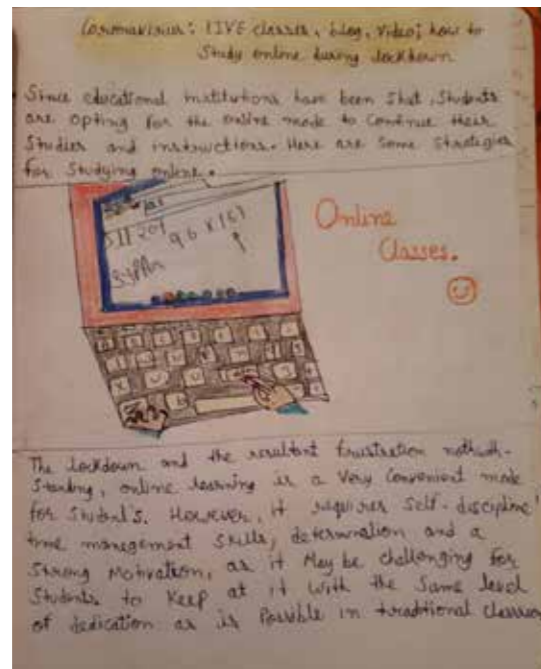 Coronavirus: LIVE classes, blog, video; how to
Study online during lockdown
Since educational institutions have been Shut, Students
are opting for the online mode to Continue their
Studies and instructions. Here are Some Strategies
for Studying online.
Online
Classes.
The lockdown and the resultant frustration notwith-
Standing, online learning is a Very Convenient mode
for Student's. However, it requires Self-discipline
time management Skills, determination and a
Strong Motivation, as it May be challenging for
Students to Keep at it With the Same level
of dedication as is Possible in traditional